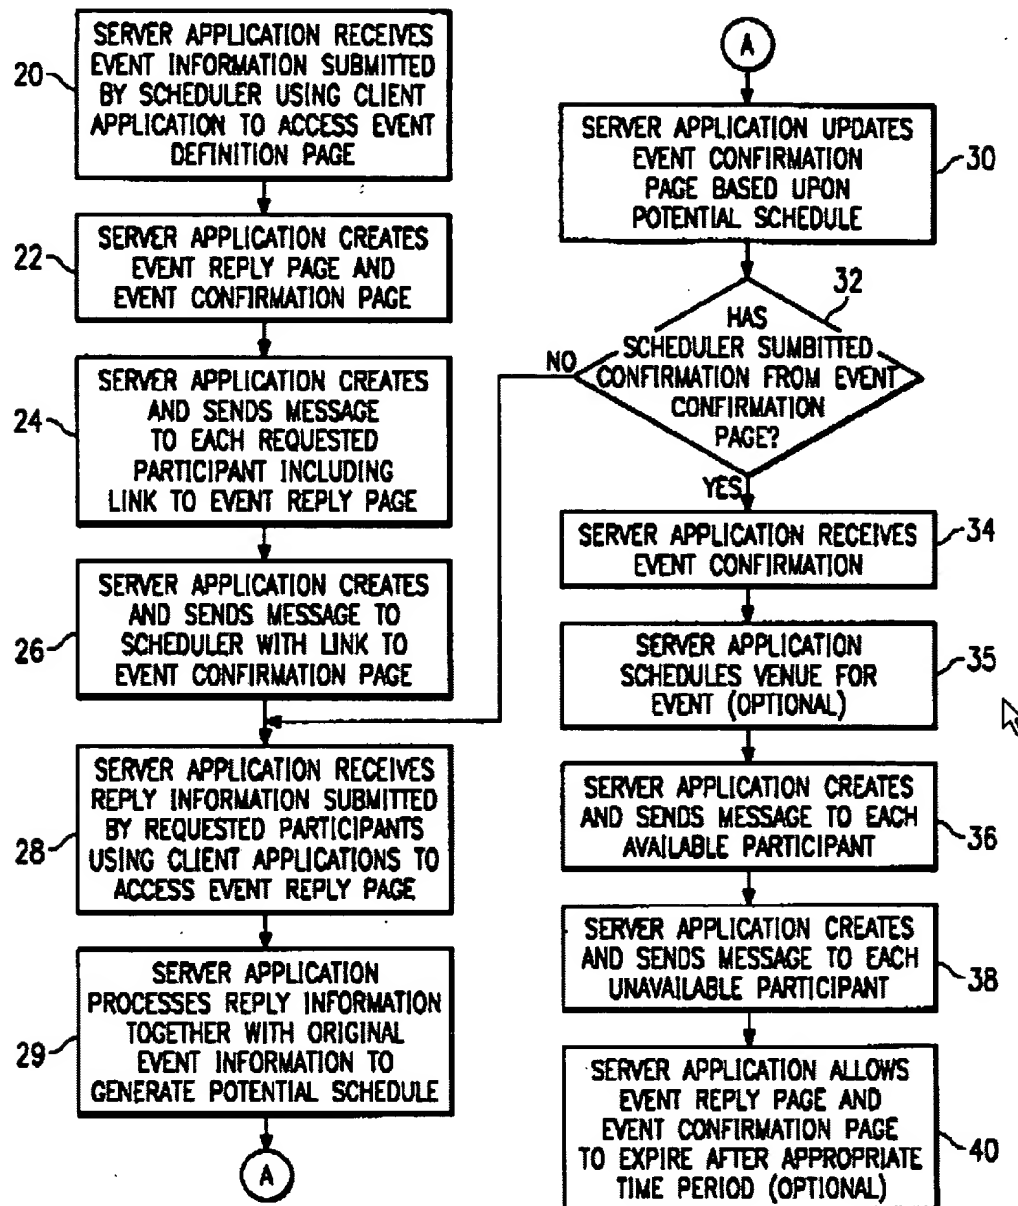 SERVER APPLICATION RECEIVES
EVENT INFORMATION SUBMITTED
BY SCHEDULER USING CLIENT
APPLICATION TO ACCESS EVENT
DEFINITION PAGE
20
SERVER APPLICATION CREATES
EVENT REPLY PAGE AND
EVENT CONFIRMATION PAGE
22
SERVER APPLICATION CREATES
AND SENDS MESSAGE
TO EACH REQUESTED
PARTICIPANT INCLUDING
LINK TO EVENT REPLY PAGE
24
SERVER APPLICATION CREATES
AND SENDS MESSAGE TO
SCHEDULER WITH LINK TO
EVENT CONFIRMATION PAGE
26
SERVER APPLICATION RECEIVES
REPLY INFORMATION SUBMITTED
BY REQUESTED PARTICIPANTS
USING CLIENT APPLICATIONS TO
ACCESS EVENT REPLY PAGE
28
SERVER APPLICATION
PROCESSES REPLY INFORMATION
TOGETHER WITH ORIGINAL
EVENT INFORMATION TO
GENERATE POTENTIAL SCHEDULE
29
A
A
SERVER APPLICATION UPDATES
EVENT CONFIRMATION
PAGE BASED UPON
POTENTIAL SCHEDULE
30
32
HAS
SCHEDULER SUMBITTED
CONFIRMATION FROM EVENT
CONFIRMATION
PAGE?
NO
YES
SERVER APPLICATION RECEIVES
EVENT CONFIRMATION
34
SERVER APPLICATION
SCHEDULES VENUE FOR
EVENT (OPTIONAL)
35
SERVER APPLICATION CREATES
AND SENDS MESSAGE TO EACH
AVAILABLE PARTICIPANT
36
SERVER APPLICATION CREATES
AND SENDS MESSAGE TO EACH
UNAVAILABLE PARTICIPANT
38
SERVER APPLICATION ALLOWS
EVENT REPLY PAGE AND
EVENT CONFIRMATION PAGE
TO EXPIRE AFTER APPROPRIATE
TIME PERIOD (OPTIONAL)
40